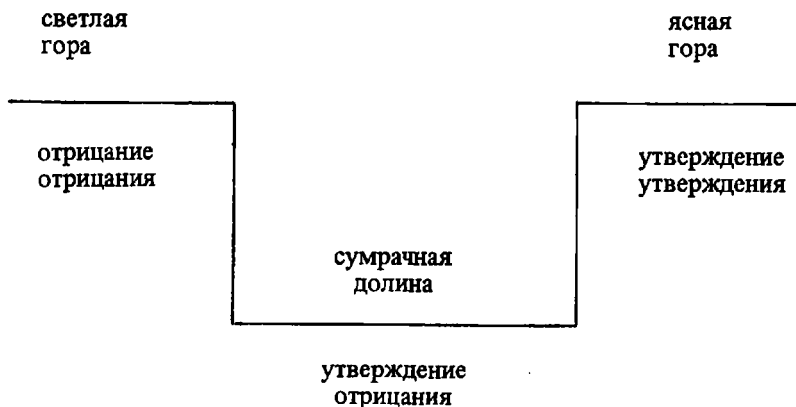 светлая
гора
ясная
гора
отрицание
отрицания
утверждение
утверждения
сумрачная
долина
утверждение
отрицания